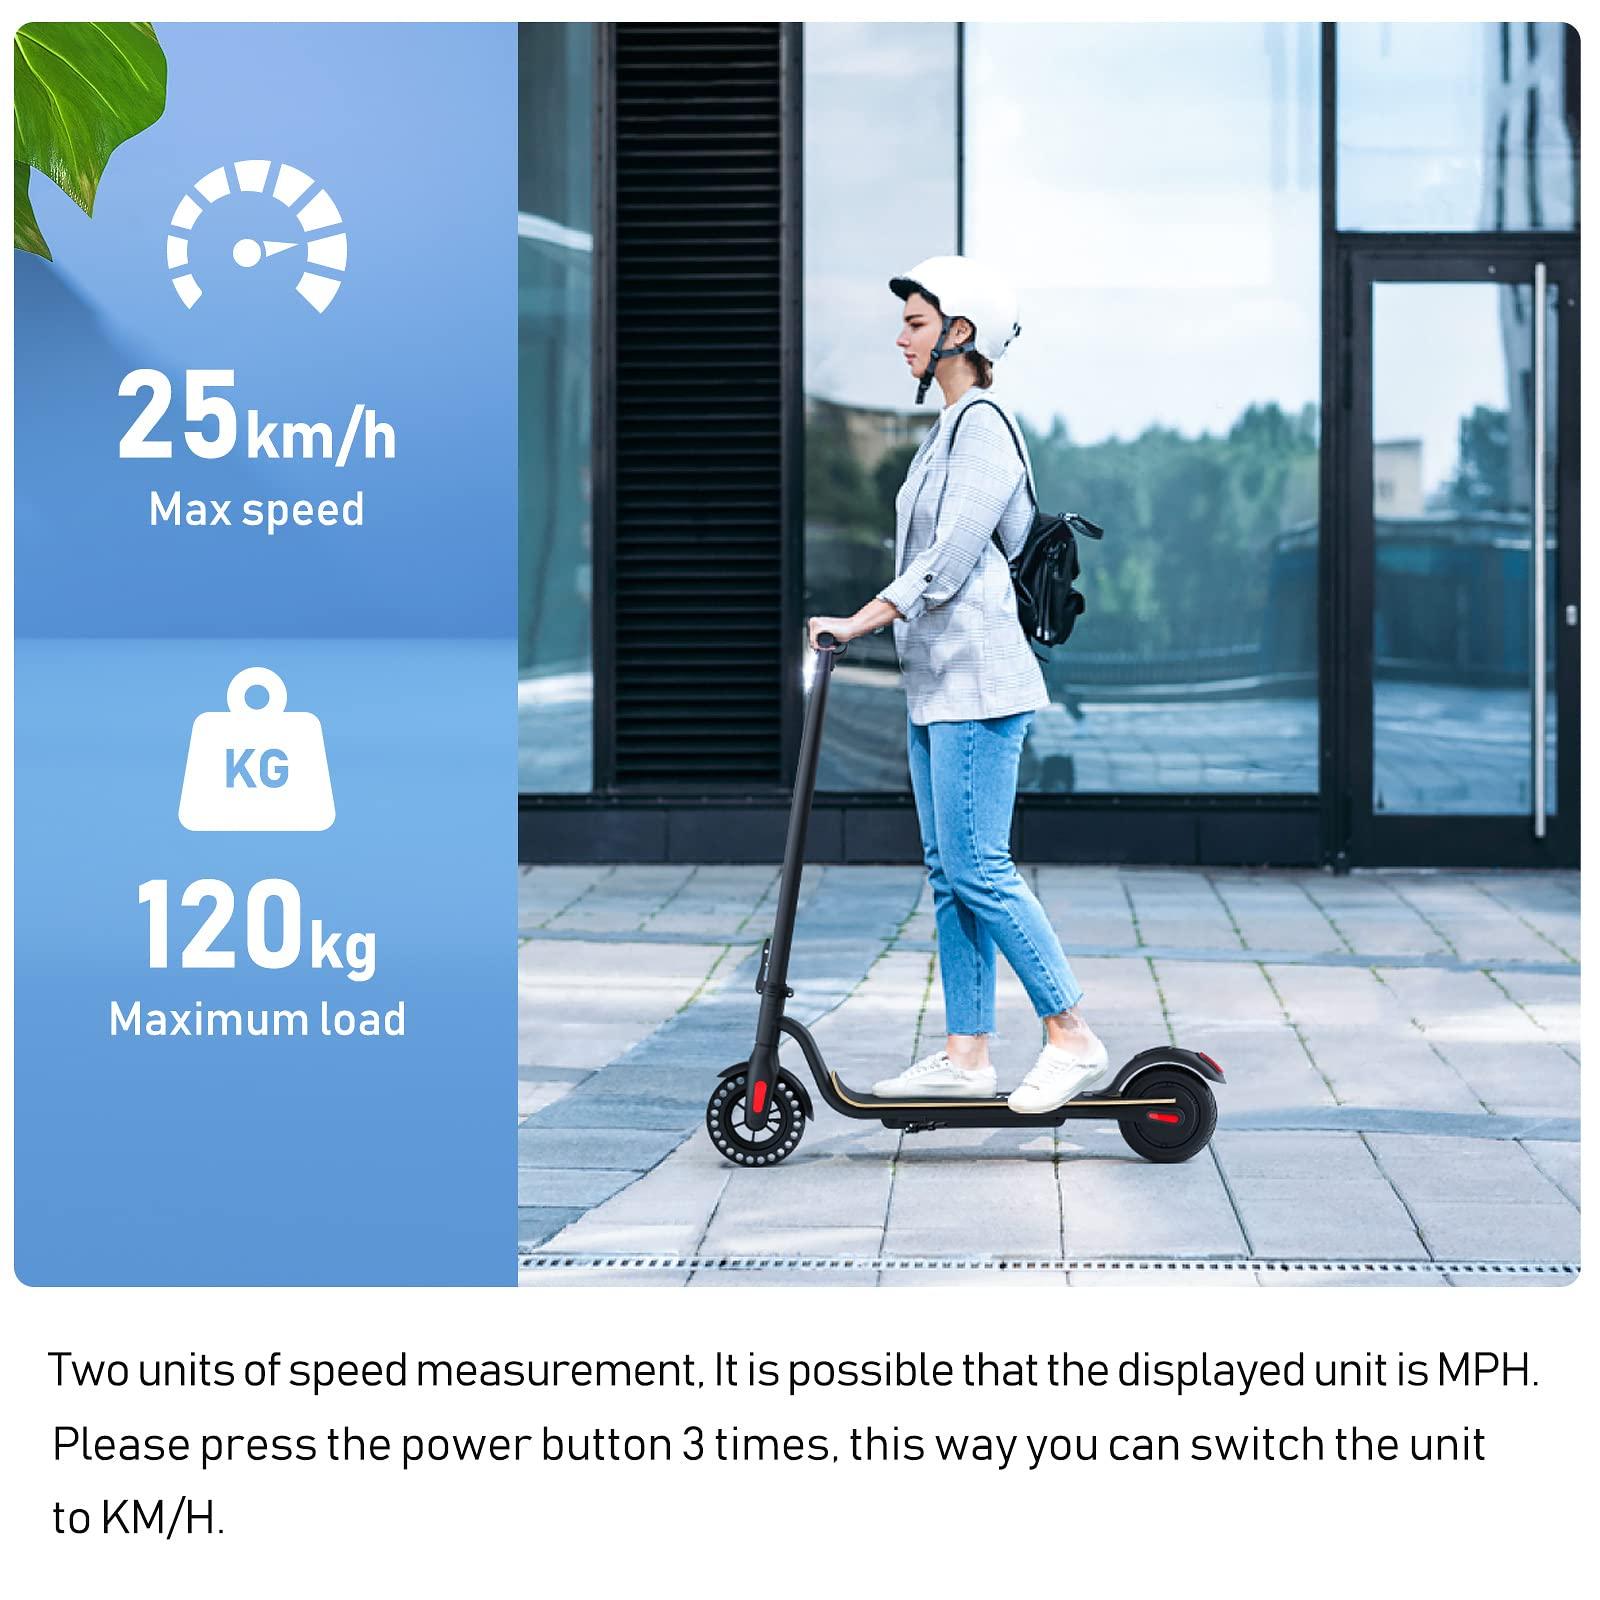 25km/h
Max speed
KG
120kg
Maximum load
Two units of speed measurement, It is possible that the displayed unit is MPH.
Please press the power button 3 times, this way you can switch the unit
to KM/H.